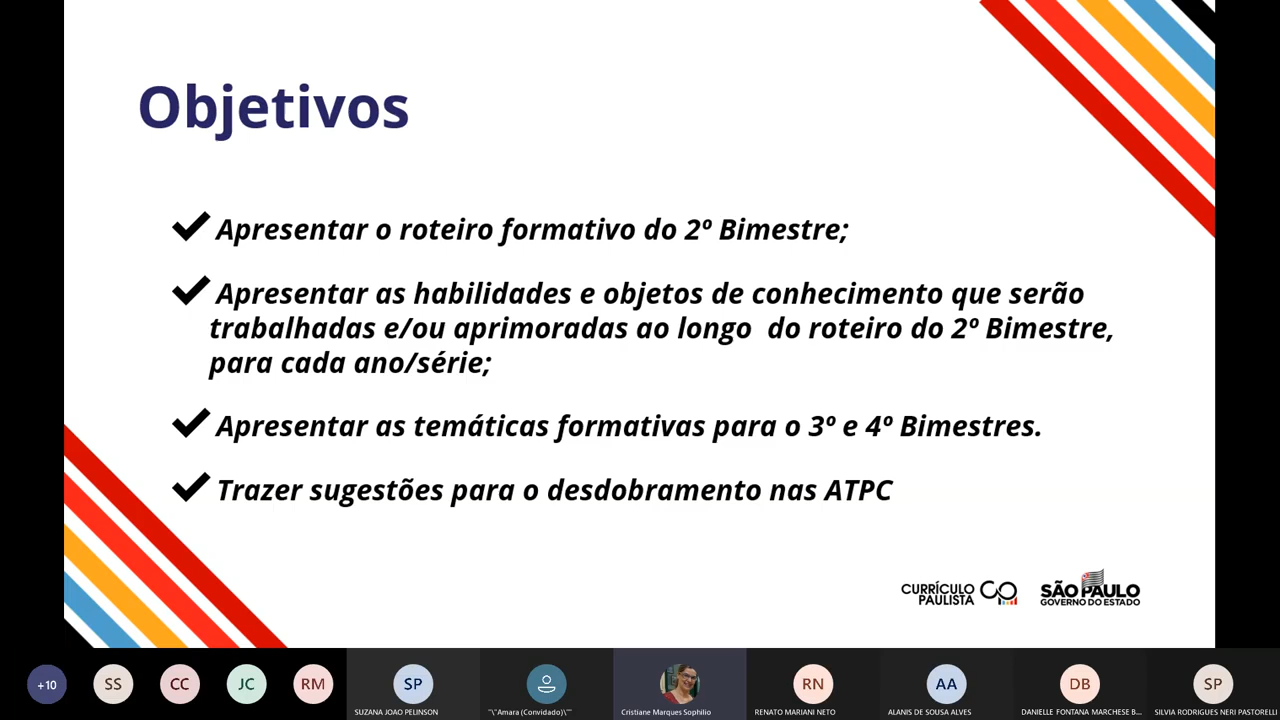 Objetivos
Apresentar o roteiro formativo do 2º Bimestre;
Apresentar as habilidades e objetos de conhecimento que serão
trabalhadas e/ou aprimoradas ao longo  do roteiro do 2º Bimestre,
para cada ano/série;
Apresentar as temáticas formativas para o 3º e 4º Bimestres.
Trazer sugestões para o desdobramento nas ATPC
CURRÍCULO
PAULISTA
SÃO PAULO
GOVERNO DO ESTADO
+10
SS
CC
JC
RM
SP
RN
AA
DB
SP
SUZANA JOAO PELINSON
"\"Amara (Convidado)\""
Cristiane Marques Sophilio
RENATO MARIANI NETO
ALANIS DE SOUSA ALVES
DANIELLE FONTANA MARCHESE B...
SILVIA RODRIGUES NERI PASTORELLI